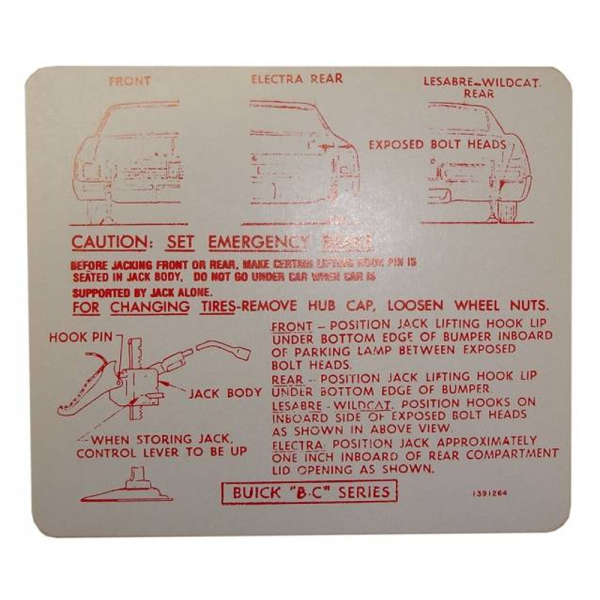 FRONT
ELECTRA REAR
LESABRE-WILDCAT.
REAR
EXPOSED BOLT HEADS
CAUTION: SET EMERGENCY BRAKE
BEFORE JACKING FRONT OR REAR, MAKE CERTAIN LIFTING HOOK PIN IS
SEATED IN JACK BODY, DO NOT GO UNDER CAR WHEN CAR IS
SUPPORTED BY JACK ALONE.
FOR CHANGING TIRES-REMOVE HUB CAP, LOOSEN WHEEL NUTS.
HOOK PIN
JACK BODY
WHEN STORING JACK,
CONTROL LEVER TO BE UP
FRONT - POSITION JACK LIFTING HOOK LIP
UNDER BOTTOM EDGE OF BUMPER INBOARD
OF PARKING LAMP BETWEEN EXPOSED
BOLT HEADS.
REAR - POSITION JACK LIFTING HOOK LIP
UNDER BOTTOM EDGE OF BUMPER.
LESABRE - WILDCAT, POSITION HOOKS ON
INBOARD SIDE OF EXPOSED BOLT HEADS
AS SHOWN IN ABOVE VIEW.
ELECTRA: POSITION JACK APPROXIMATELY
ONE INCH INBOARD OF REAR COMPARTMENT
LID OPENING AS SHOWN.
BUICK "B-C" SERIES
1391264